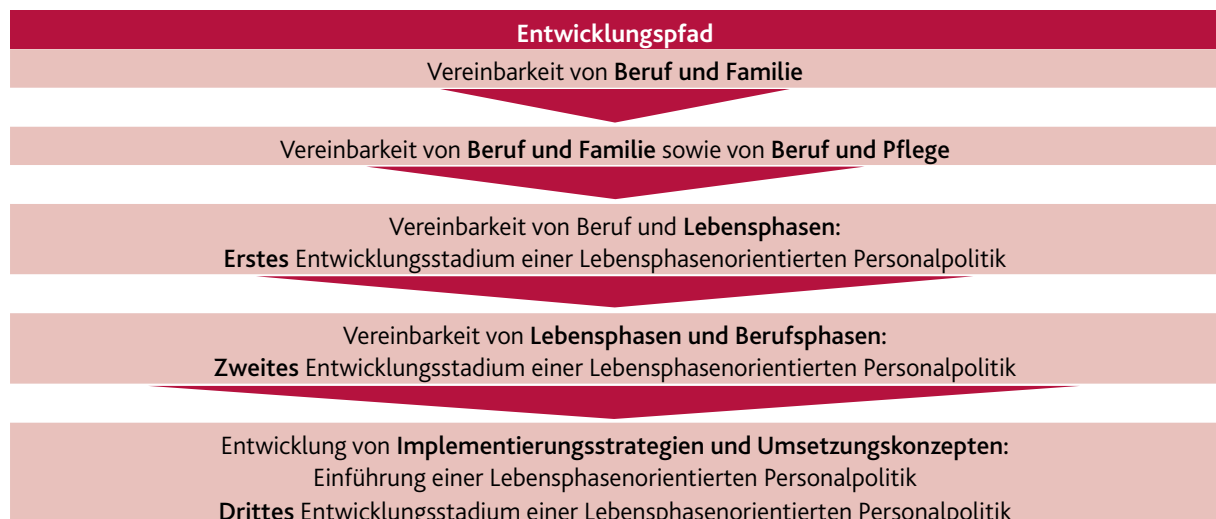 Entwicklungspfad
Vereinbarkeit von Beruf und Familie
Vereinbarkeit von Beruf und Familie sowie von Beruf und Pflege
Vereinbarkeit von Beruf und Lebensphasen:
Erstes Entwicklungsstadium einer Lebensphasenorientierten Personalpolitik
Vereinbarkeit von Lebensphasen und Berufsphasen:
Zweites Entwicklungsstadium einer Lebensphasenorientierten Personalpolitik
Entwicklung von Implementierungsstrategien und Umsetzungskonzepten:
Einführung einer Lebensphasenorientierten Personalpolitik
Drittes Entwicklungsstadium einer Lebensphasenorientierten Personalpolitik